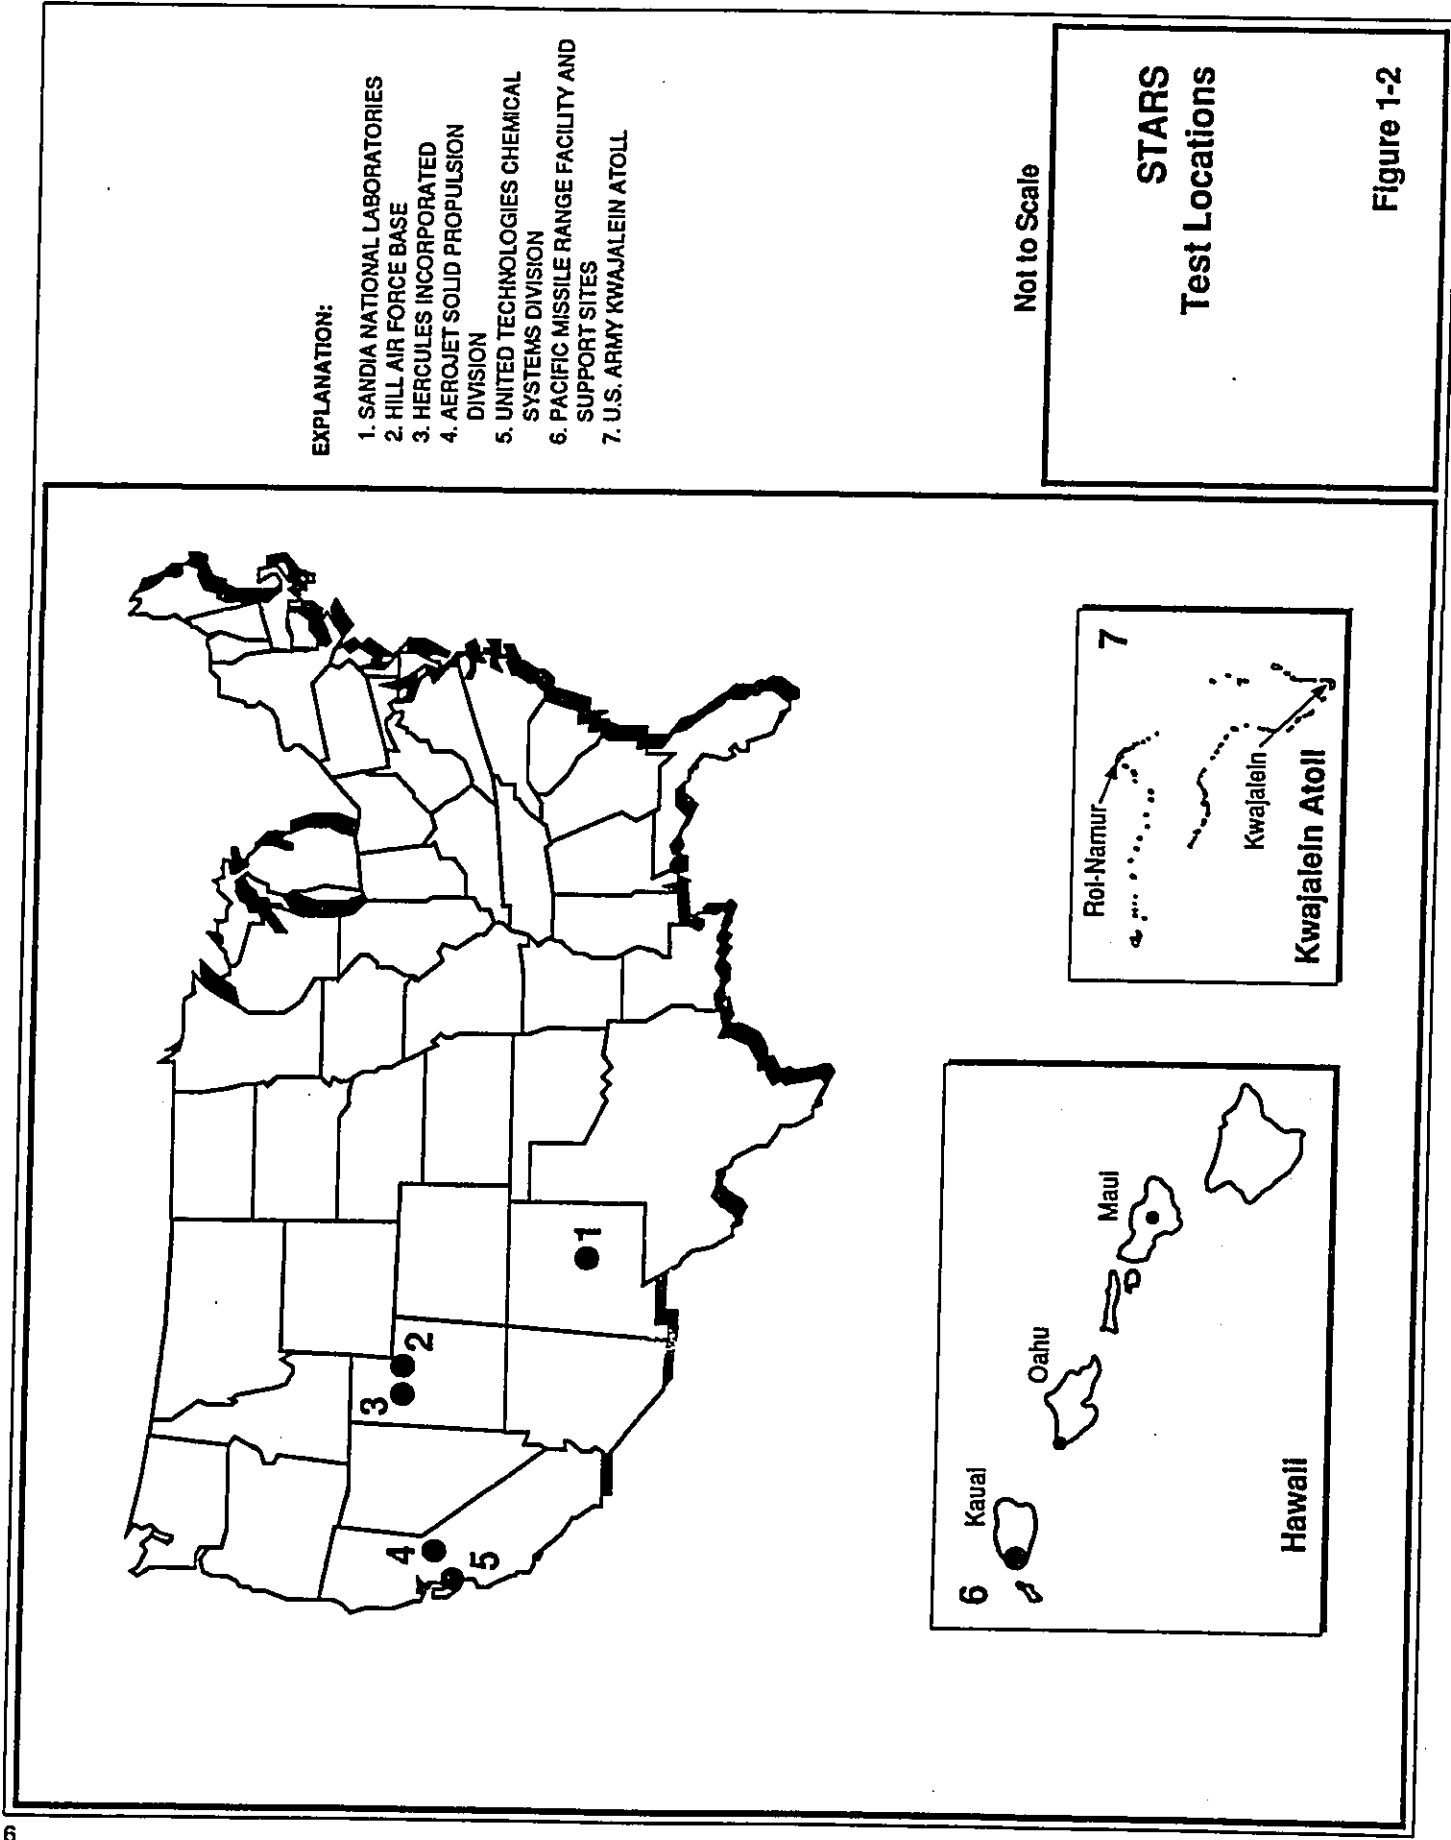 6
EXPLANATION:
1. SANDIA NATIONAL LABORATORIES
2. HILL AIR FORCE BASE
3. HERCULES INCORPORATED
4. AEROJET SOLID PROPULSION
DIVISION
5. UNITED TECHNOLOGIES CHEMICAL
SYSTEMS DIVISION
6. PACIFIC MISSILE RANGE FACILITY AND
SUPPORT SITES
7. U.S. ARMY KWAJALEIN ATOLL
3
2
4
5
1
6
Kauai
Oahu
Maui
Hawaii
7
Roi-Namur
Kwajalein
Kwajalein Atoll
Not to Scale
STARS
Test Locations
Figure 1-2